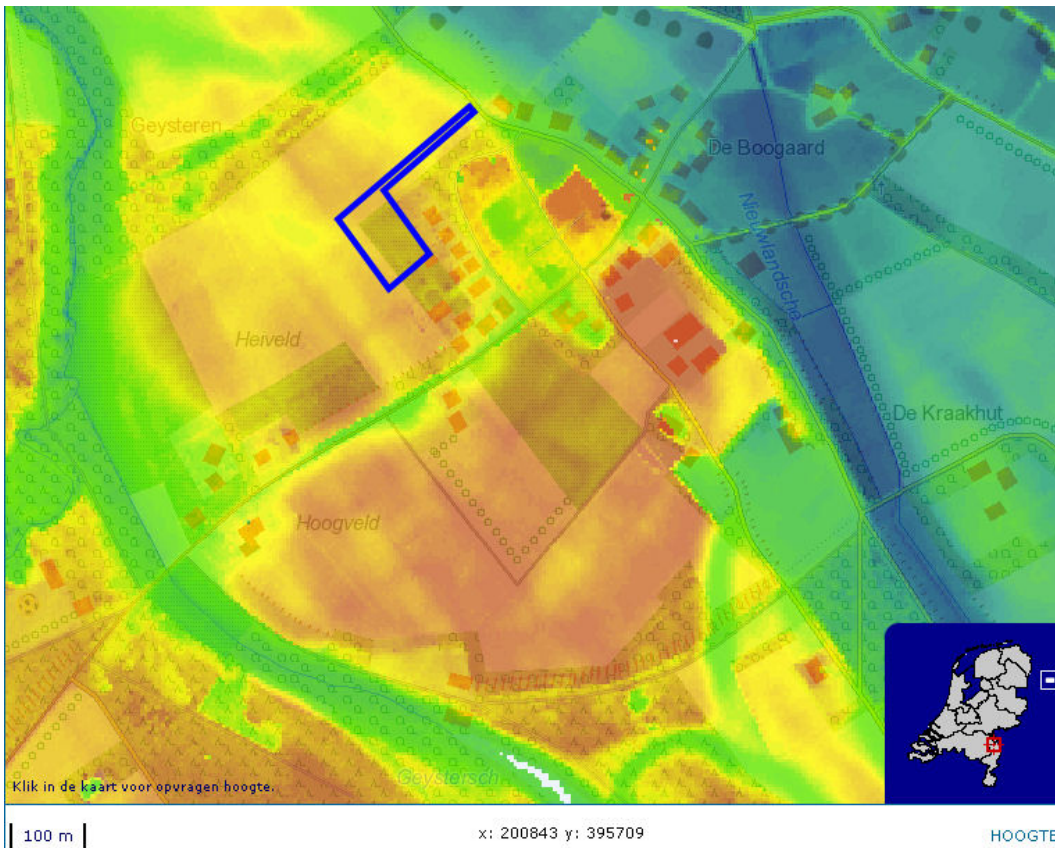 Geysteren
De Boogaard
Nieuwlandsche
Heiveld
De Kraakhut
Hoogveld
Geystersch
Klik in de kaart voor opvragen hoogte.
100 m
x: 200843 y: 395709
HOOGTE